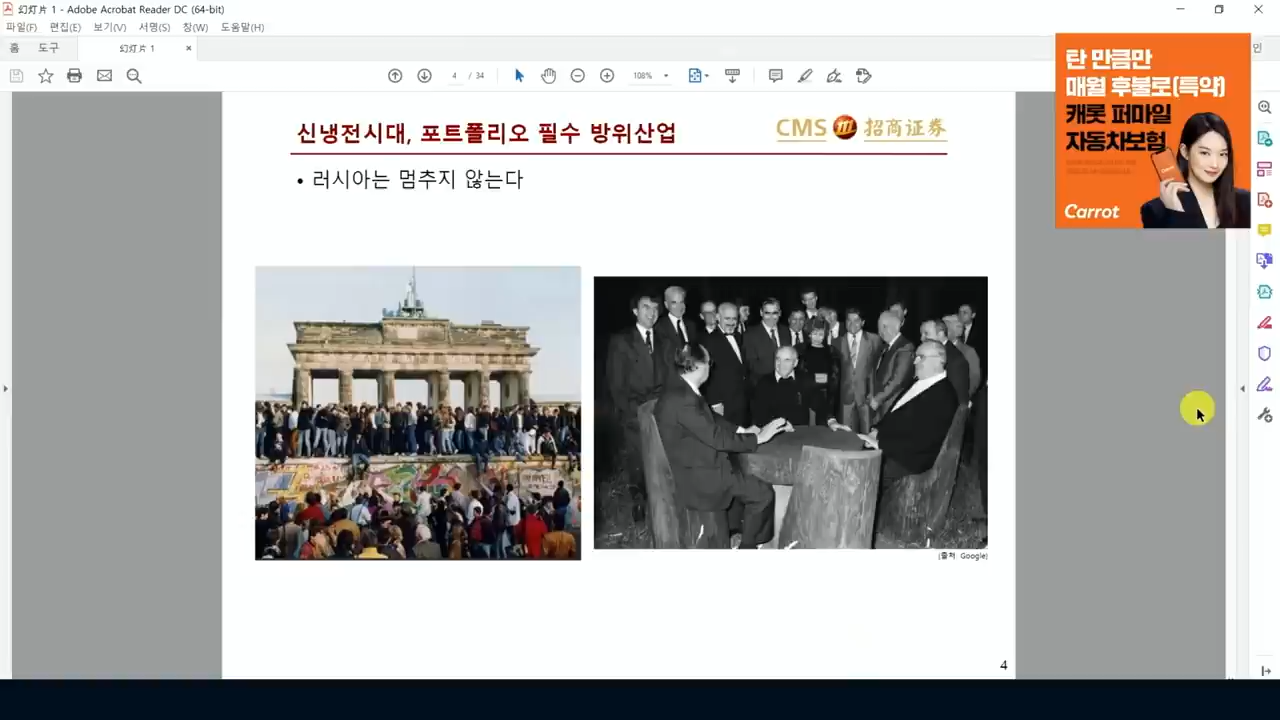 幻灯片 1 - Adobe Acrobat Reader DC (64-bit)
파일(F) 편집(E) 보기(V) 서명(S) 창(W) 도움말(H)
홈 도구 幻灯片 1
4 / 34 108%
인
탄 만큼만
매월 후불로(특약)
캐롯 퍼마일
자동차보험
Carrot
신냉전시대, 포트폴리오 필수 방위산업
CMS 招商证券
• 러시아는 멈추지 않는다
(출처: Google)
4